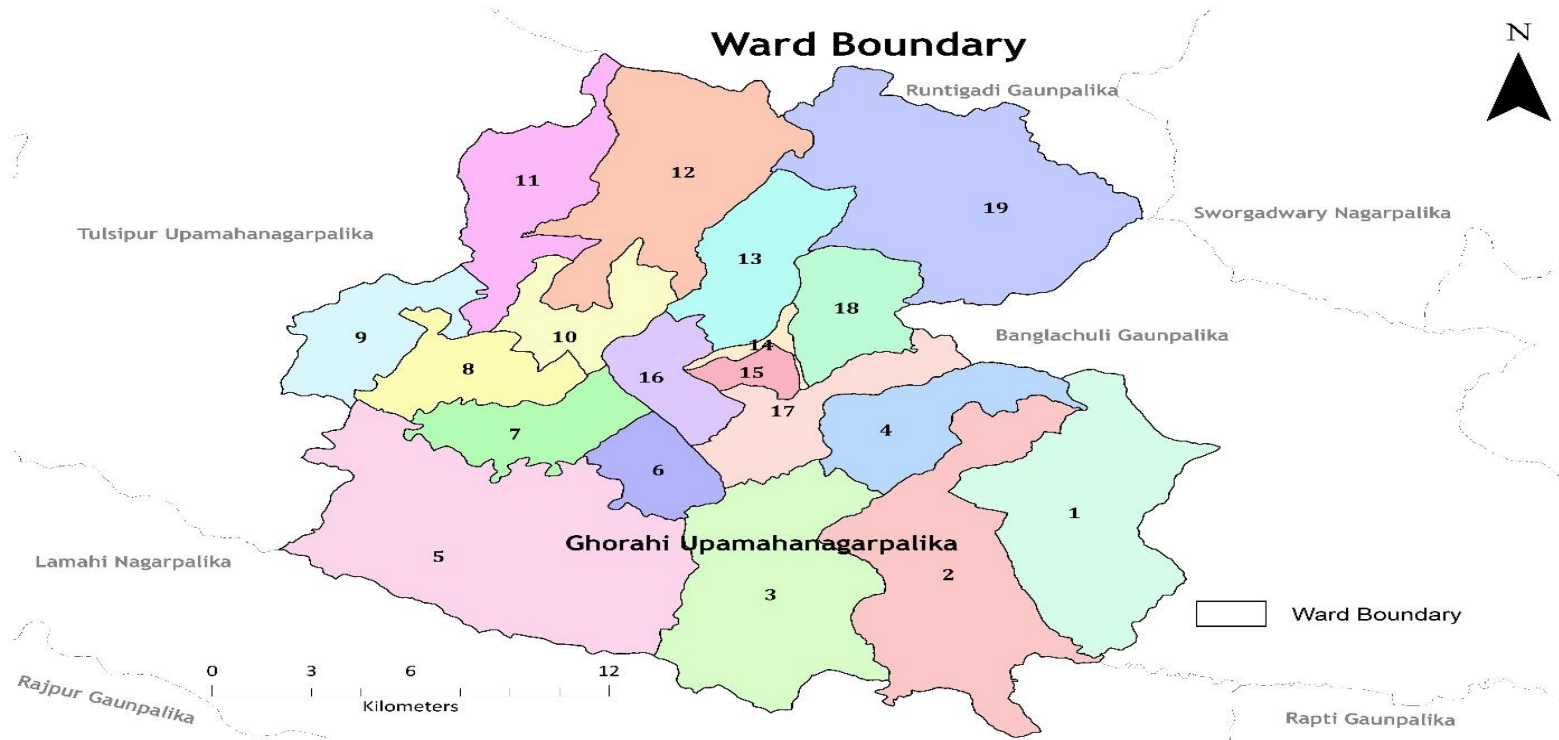 Ward Boundary
N
Runtigadi Gaunpalika
12
11
19
Sworgadwary Nagarpalika
Tulsipur Upamahanagarpalika
13
18
Banglachuli Gaunpalika
9
10
14
8
15
16
17
4
7
6
1
Ghorahi Upamahanagarpalika
5
Lamahi Nagarpalika
2
3
Ward Boundary
0 3 6 12
Kilometers
Rajpur Gaunpalika
Rapti Gaunpalika